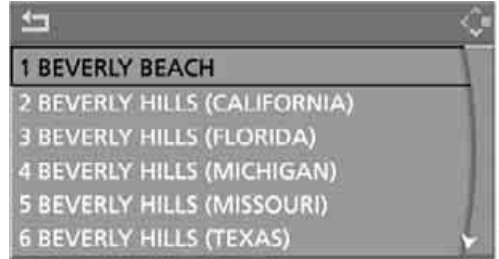 1 BEVERLY BEACH
2 BEVERLY HILLS (CALIFORNIA)
3 BEVERLY HILLS (FLORIDA)
4 BEVERLY HILLS (MICHIGAN)
5 BEVERLY HILLS (MISSOURI)
6 BEVERLY HILLS (TEXAS)